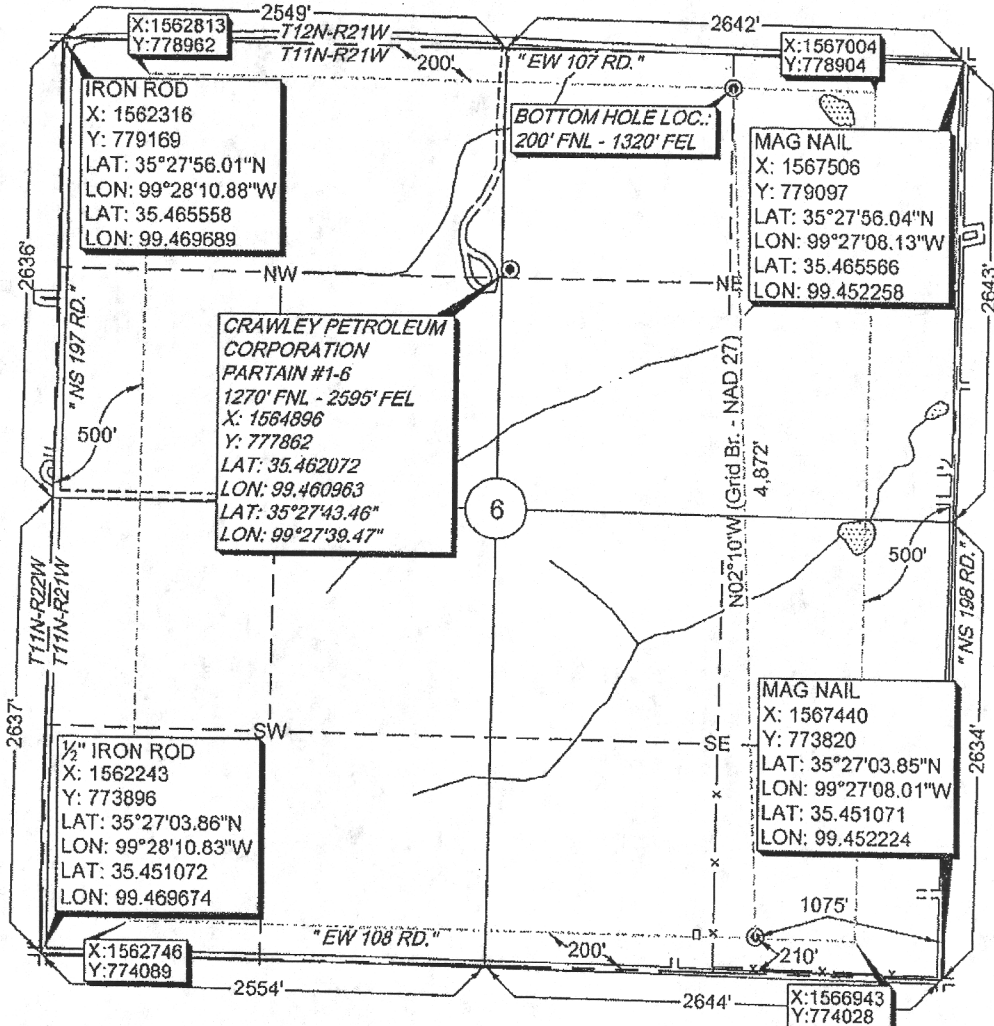 2549'
2642'
X:1562813
Y:778962
T12N-R21W
T11N-R21W
200'
"EW 107 RD."
X:1567004
Y:778904
IRON ROD
X: 1562316
Y: 779169
LAT: 35°27'56.01"N
LON: 99°28'10.88"W
LAT: 35.465558
LON: 99.469689
BOTTOM HOLE LOC.:
200' FNL - 1320' FEL
MAG NAIL
X: 1567506
Y: 779097
LAT: 35°27'56.04"N
LON: 99°27'08.13"W
LAT: 35.465566
LON: 99.452258
2636'
"NS 197 RD."
NW
NE
2643'
CRAWLEY PETROLEUM
CORPORATION
PARTAIN #1-6
1270' FNL - 2595' FEL
X: 1564896
Y: 777862
LAT: 35.462072
LON: 99.460963
LAT: 35°27'43.46"
LON: 99°27'39.47"
500'
N02°10'W (Grid Br. - NAD 27)
4,872'
6
500'
"NS 198 RD."
T11N-R22W
T11N-R21W
2637'
SW
SE
2634'
½" IRON ROD
X: 1562243
Y: 773896
LAT: 35°27'03.86"N
LON: 99°28'10.83"W
LAT: 35.451072
LON: 99.469674
MAG NAIL
X: 1567440
Y: 773820
LAT: 35°27'03.85"N
LON: 99°27'08.01"W
LAT: 35.451071
LON: 99.452224
1075'
X:1562746
Y:774089
"EW 108 RD."
200'
210'
2554'
2644'
X:1566943
Y:774028